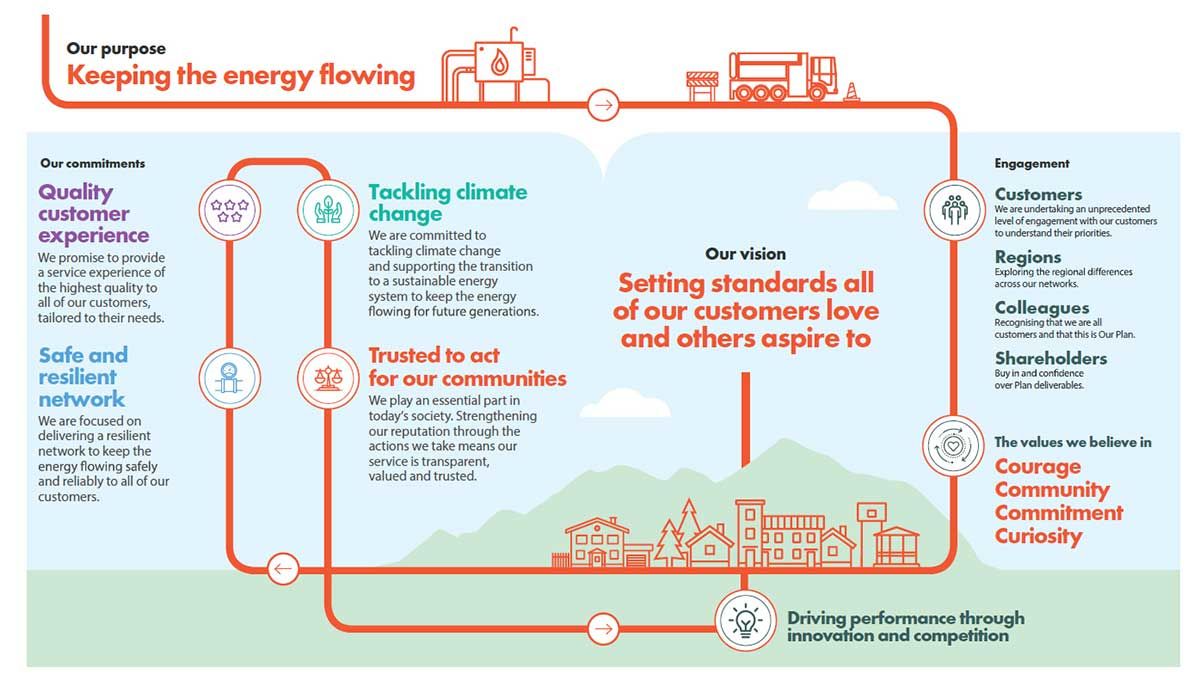 Our purpose
Keeping the energy flowing
Our commitments
Quality
customer
experience
We promise to provide
a service experience of
the highest quality to
all of our customers,
tailored to their needs.
Safe and
resilient
network
We are focused on
delivering a resilient
network to keep the
energy flowing safely
and reliably to all of our
customers.
Tackling climate
change
We are committed to
tackling climate change
and supporting the transition
to a sustainable energy
system to keep the energy
flowing for future generations.
Trusted to act
for our communities
We play an essential part in
today's society. Strengthening
our reputation through the
actions we take means our
service is transparent,
valued and trusted.
Our vision
Setting standards all
of our customers love
and others aspire to
Engagement
Customers
We are undertaking an unprecedented
level of engagement with our customers
to understand their priorities.
Regions
Exploring the regional differences
across our networks.
Colleagues
Recognising that we are all
customers and that this is Our Plan.
Shareholders
Buy in and confidence
over Plan deliverables.
The values we believe in
Courage
Community
Commitment
Curiosity
Driving performance through
innovation and competition